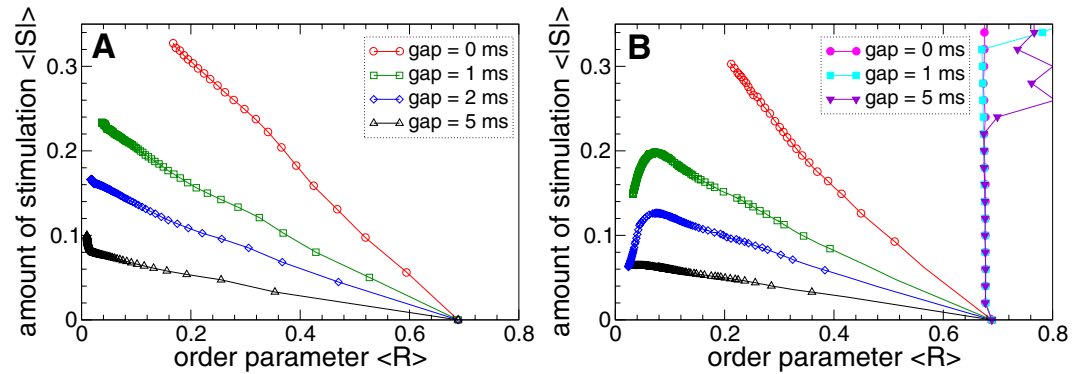 A
amount of stimulation <|S|>
0.3
0.2
0.1
0
0 0.2 0.4 0.6 0.8
order parameter <R>
gap = 0 ms
gap = 1 ms
gap = 2 ms
gap = 5 ms
B
amount of stimulation <|S|>
0.3
0.2
0.1
0
0 0.2 0.4 0.6 0.8
order parameter <R>
gap = 0 ms
gap = 1 ms
gap = 5 ms